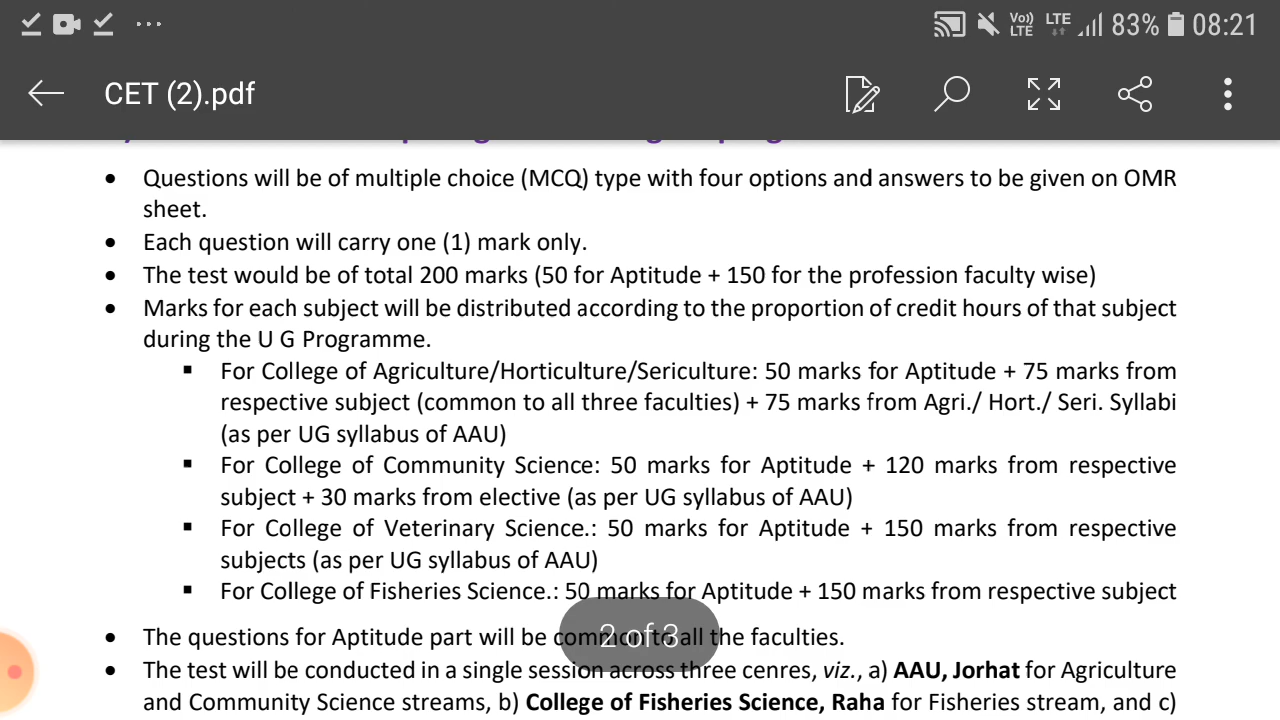 Vo)) LTE LTE 83% 08:21
CET (2).pdf
• Questions will be of multiple choice (MCQ) type with four options and answers to be given on OMR
sheet.
• Each question will carry one (1) mark only.
• The test would be of total 200 marks (50 for Aptitude + 150 for the profession faculty wise)
• Marks for each subject will be distributed according to the proportion of credit hours of that subject
during the U G Programme.
▪ For College of Agriculture/Horticulture/Sericulture: 50 marks for Aptitude + 75 marks from
respective subject (common to all three faculties) + 75 marks from Agri./ Hort./ Seri. Syllabi
(as per UG syllabus of AAU)
▪ For College of Community Science: 50 marks for Aptitude + 120 marks from respective
subject + 30 marks from elective (as per UG syllabus of AAU)
▪ For College of Veterinary Science.: 50 marks for Aptitude + 150 marks from respective
subjects (as per UG syllabus of AAU)
▪ For College of Fisheries Science.: 50 marks for Aptitude + 150 marks from respective subject
• The questions for Aptitude part will be common to all the faculties.
2 of 3
• The test will be conducted in a single session across three cenres, viz., a) AAU, Jorhat for Agriculture
and Community Science streams, b) College of Fisheries Science, Raha for Fisheries stream, and c)